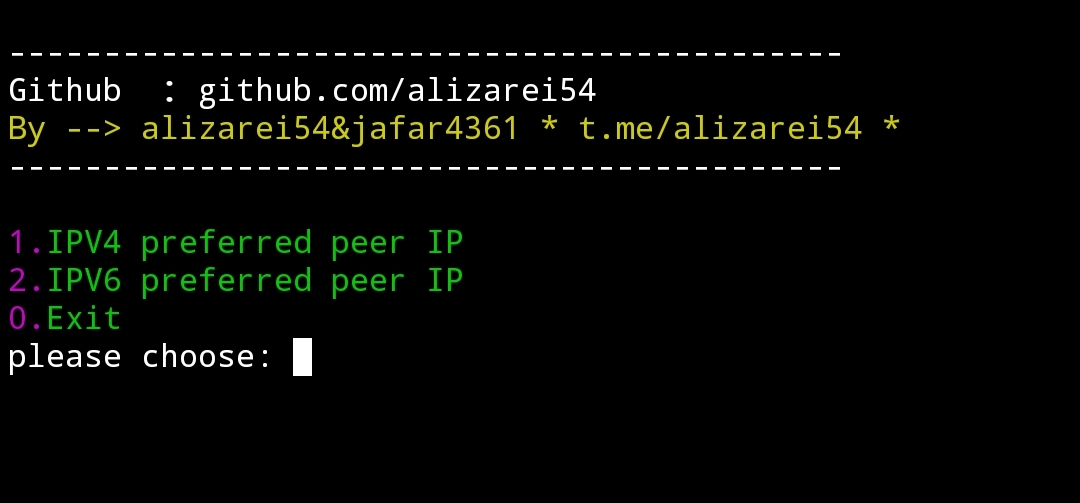 --------------------------------------------
Github  : github.com/alizarei54
By --> alizarei54&jafar4361 * t.me/alizarei54 *
--------------------------------------------
1.IPV4 preferred peer IP
2.IPV6 preferred peer IP
0.Exit
please choose: